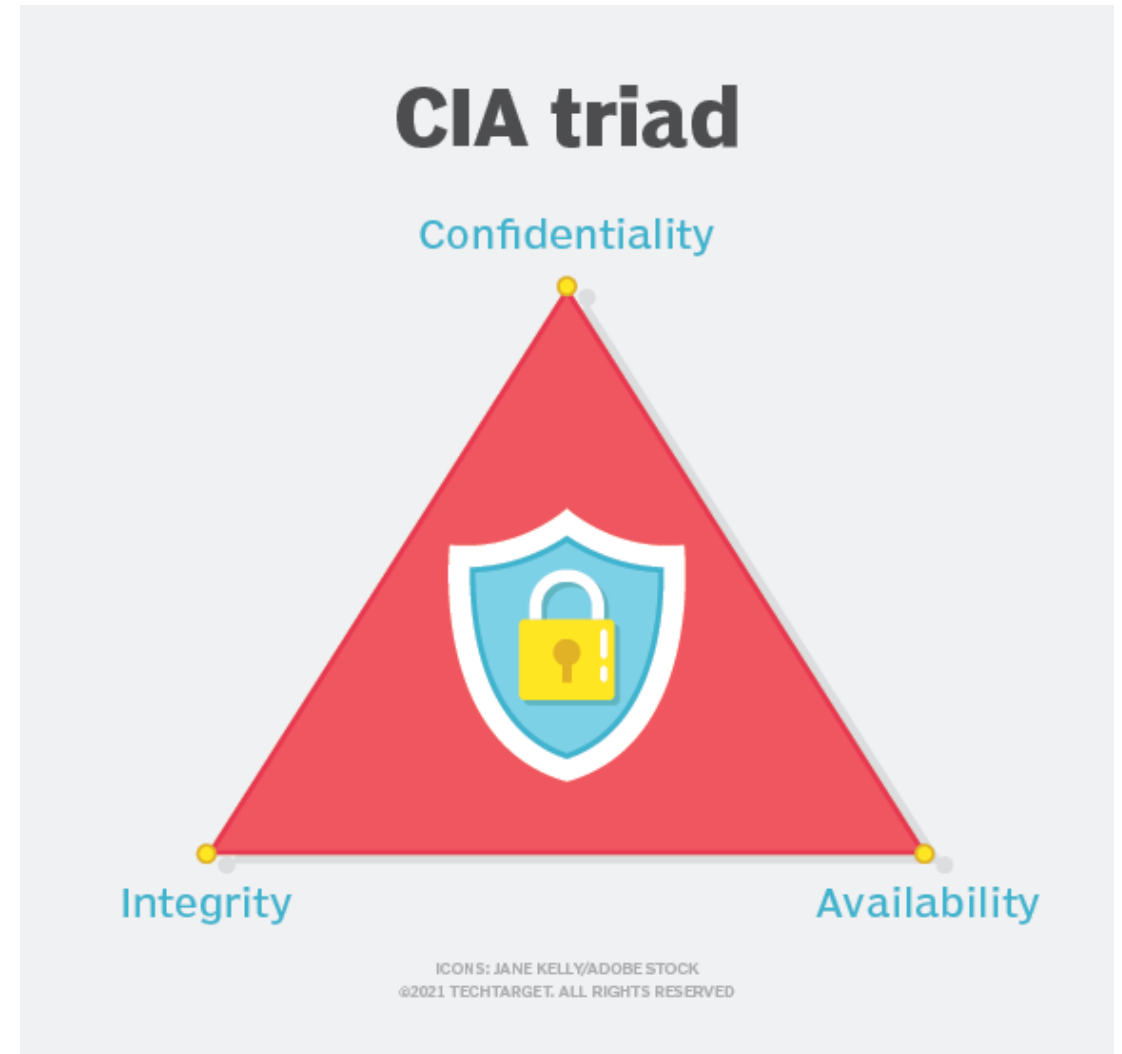 CIA triad
Confidentiality
Integrity
Availability
ICONS: JANE KELLY/ADOBE STOCK
©2021 TECHTARGET. ALL RIGHTS RESERVED